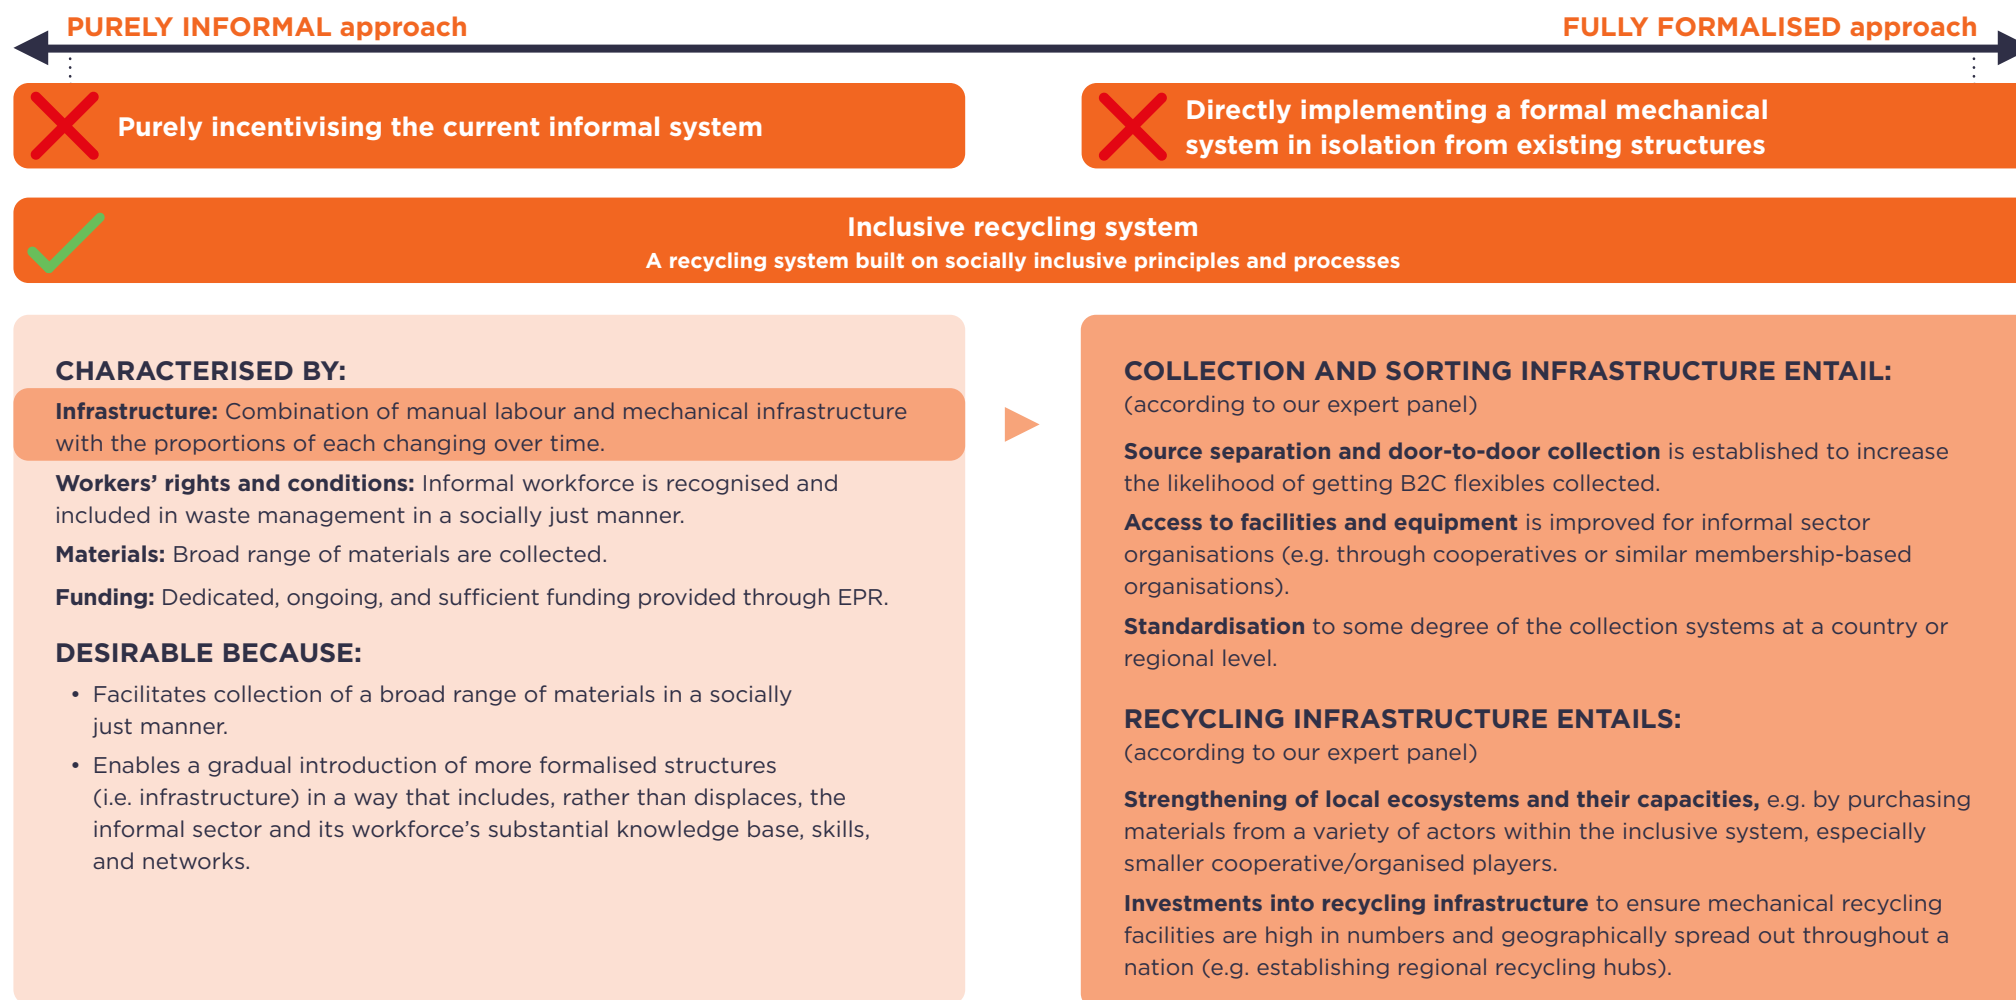 PURELY INFORMAL approach
FULLY FORMALISED approach
Purely incentivising the current informal system
Directly implementing a formal mechanical
system in isolation from existing structures
Inclusive recycling system
A recycling system built on socially inclusive principles and processes
CHARACTERISED BY:
Infrastructure: Combination of manual labour and mechanical infrastructure
with the proportions of each changing over time.
Workers’ rights and conditions: Informal workforce is recognised and
included in waste management in a socially just manner.
Materials: Broad range of materials are collected.
Funding: Dedicated, ongoing, and sufficient funding provided through EPR.
DESIRABLE BECAUSE:
• Facilitates collection of a broad range of materials in a socially
just manner.
• Enables a gradual introduction of more formalised structures
(i.e. infrastructure) in a way that includes, rather than displaces, the
informal sector and its workforce’s substantial knowledge base, skills,
and networks.
COLLECTION AND SORTING INFRASTRUCTURE ENTAIL:
(according to our expert panel)
Source separation and door-to-door collection is established to increase
the likelihood of getting B2C flexibles collected.
Access to facilities and equipment is improved for informal sector
organisations (e.g. through cooperatives or similar membership-based
organisations).
Standardisation to some degree of the collection systems at a country or
regional level.
RECYCLING INFRASTRUCTURE ENTAILS:
(according to our expert panel)
Strengthening of local ecosystems and their capacities, e.g. by purchasing
materials from a variety of actors within the inclusive system, especially
smaller cooperative/organised players.
Investments into recycling infrastructure to ensure mechanical recycling
facilities are high in numbers and geographically spread out throughout a
nation (e.g. establishing regional recycling hubs).